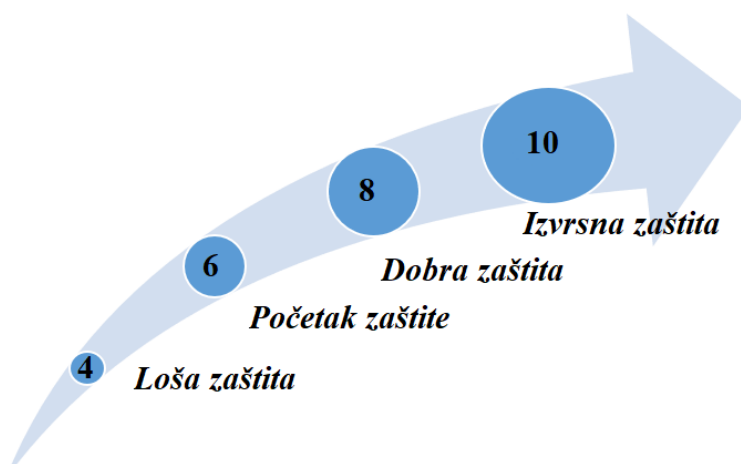 10
8
Izvrsna zaštita
6
Dobra zaštita
Početak zaštite
4
Loša zaštita